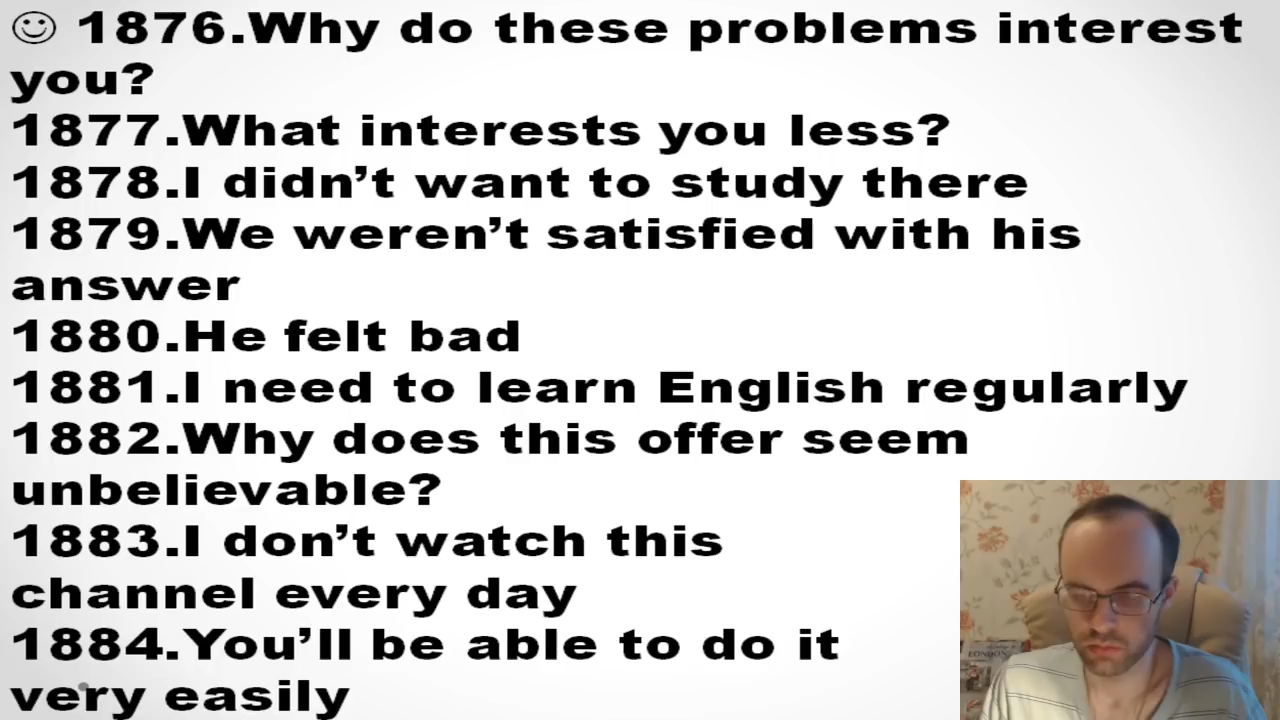 ☺ 1876.Why do these problems interest
you?
1877.What interests you less?
1878.I didn’t want to study there
1879.We weren’t satisfied with his
answer
1880.He felt bad
1881.I need to learn English regularly
1882.Why does this offer seem
unbelievable?
1883.I don’t watch this
channel every day
1884.You’ll be able to do it
very easily
LONDON